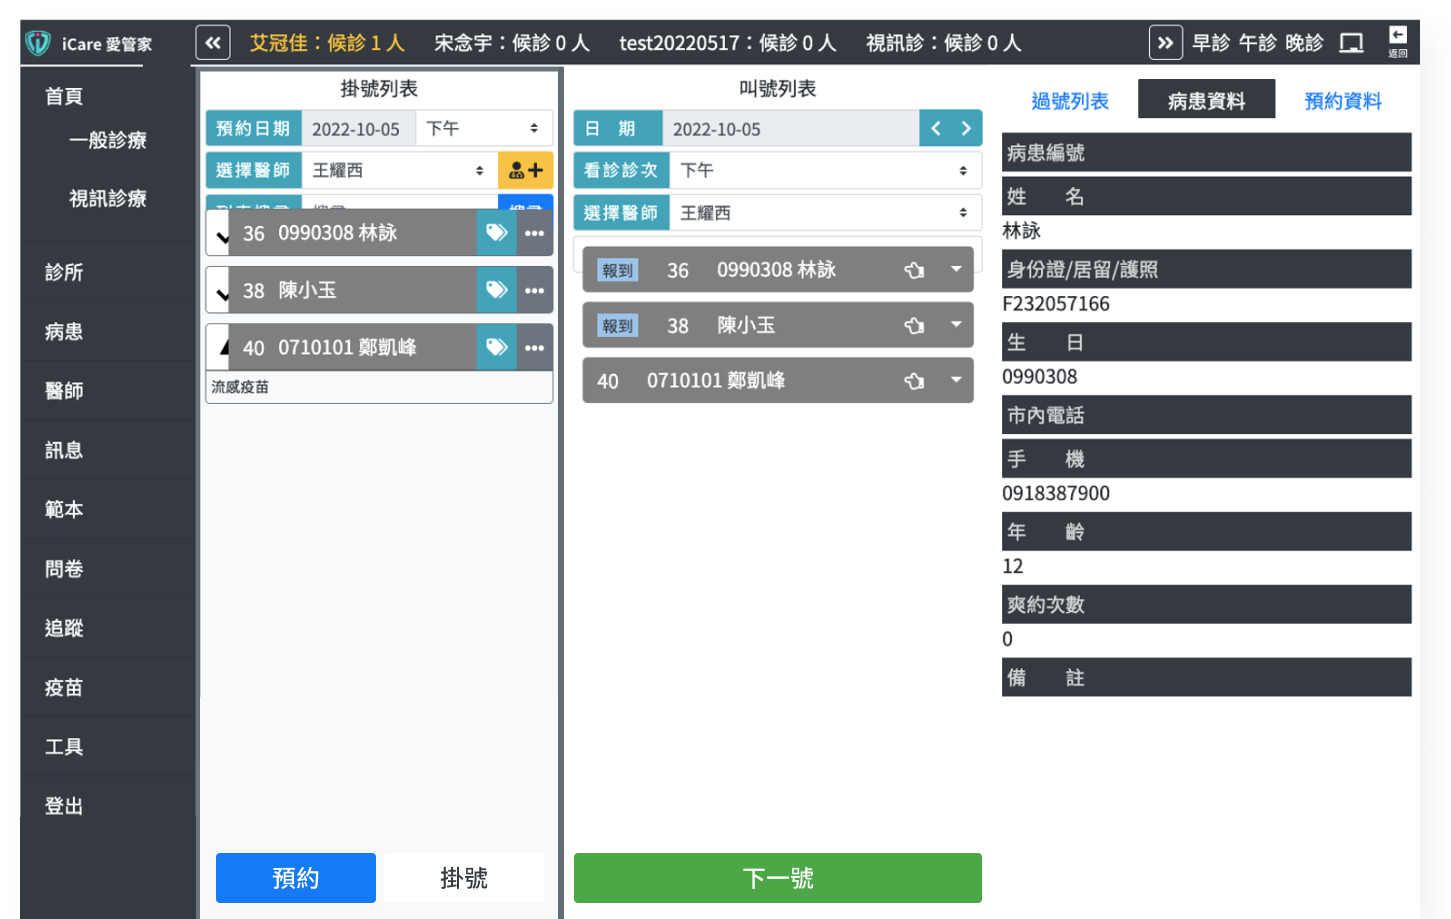 iCare 愛管家
艾冠佳：候診 1 人 宋念宇：候診 0 人 test20220517：候診 0 人 視訊診：候診 0 人
早診 午診 晚診
返回
首頁
一般診療
視訊診療
診所
病患
醫師
訊息
範本
問卷
追蹤
疫苗
工具
登出
掛號列表
預約日期 2022-10-05 下午
選擇醫師 王耀西
36 0990308 林詠
38 陳小玉
40 0710101 鄭凱峰
流感疫苗
預約 掛號
叫號列表
日 期 2022-10-05
看診診次 下午
選擇醫師 王耀西
報到 36 0990308 林詠
報到 38 陳小玉
40 0710101 鄭凱峰
下一號
過號列表 病患資料 預約資料
病患編號
姓 名
林詠
身份證/居留/護照
F232057166
生 日
0990308
市內電話
手 機
0918387900
年 齡
12
爽約次數
0
備 註